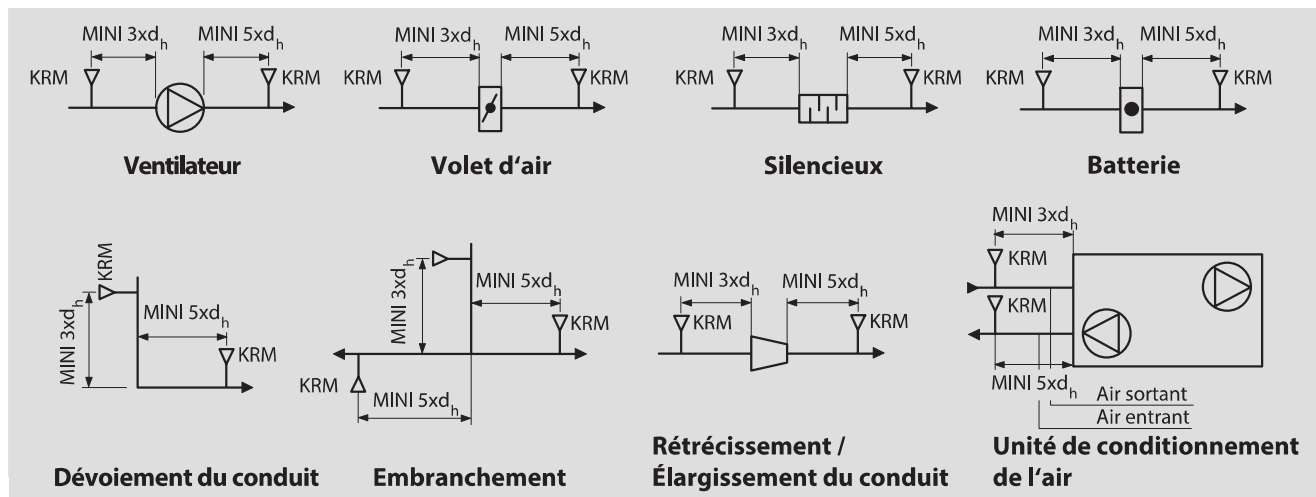 MINI 3xdh
MINI 5xdh
KRM
KRM
Ventilateur
MINI 3xdh
MINI 5xdh
KRM
KRM
Volet d'air
MINI 3xdh
MINI 5xdh
KRM
KRM
Silencieux
MINI 3xdh
MINI 5xdh
KRM
KRM
Batterie
KRM
MINI 3xdh
MINI 5xdh
KRM
Dévoiement du conduit
MINI 3xdh
MINI 5xdh
KRM
KRM
MINI 5xdh
Embranchement
MINI 3xdh
MINI 5xdh
KRM
KRM
Rétrécissement /
Élargissement du conduit
MINI 3xdh
KRM
KRM
MINI 5xdh
Air sortant
Air entrant
Unité de conditionnement
de l'air